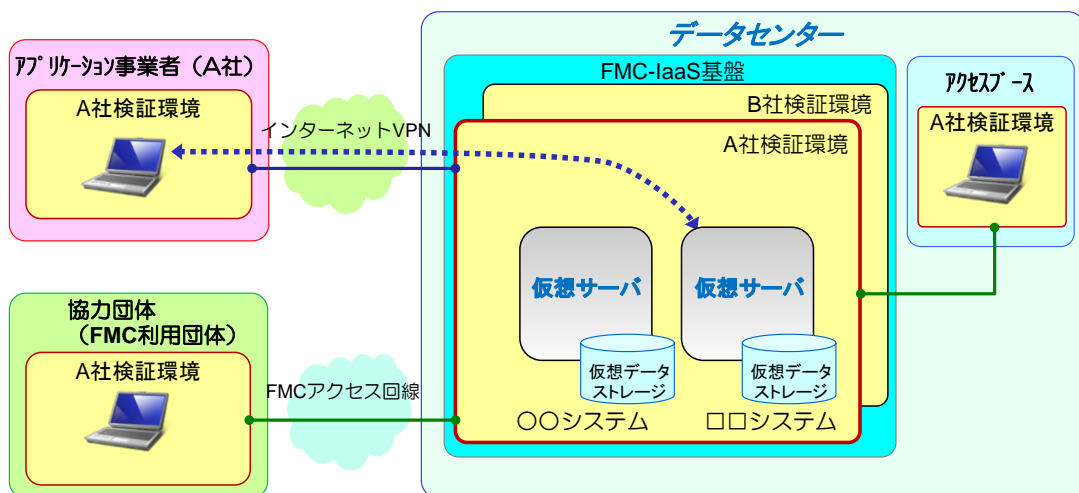 データセンター
アプリケーション事業者（A社）
A社検証環境
インターネットVPN
FMC-IaaS基盤
B社検証環境
A社検証環境
アクセスブース
A社検証環境
仮想サーバ
仮想サーバ
仮想データ
ストレージ
仮想データ
ストレージ
〇〇システム
□□システム
協力団体
（FMC利用団体）
A社検証環境
FMCアクセス回線